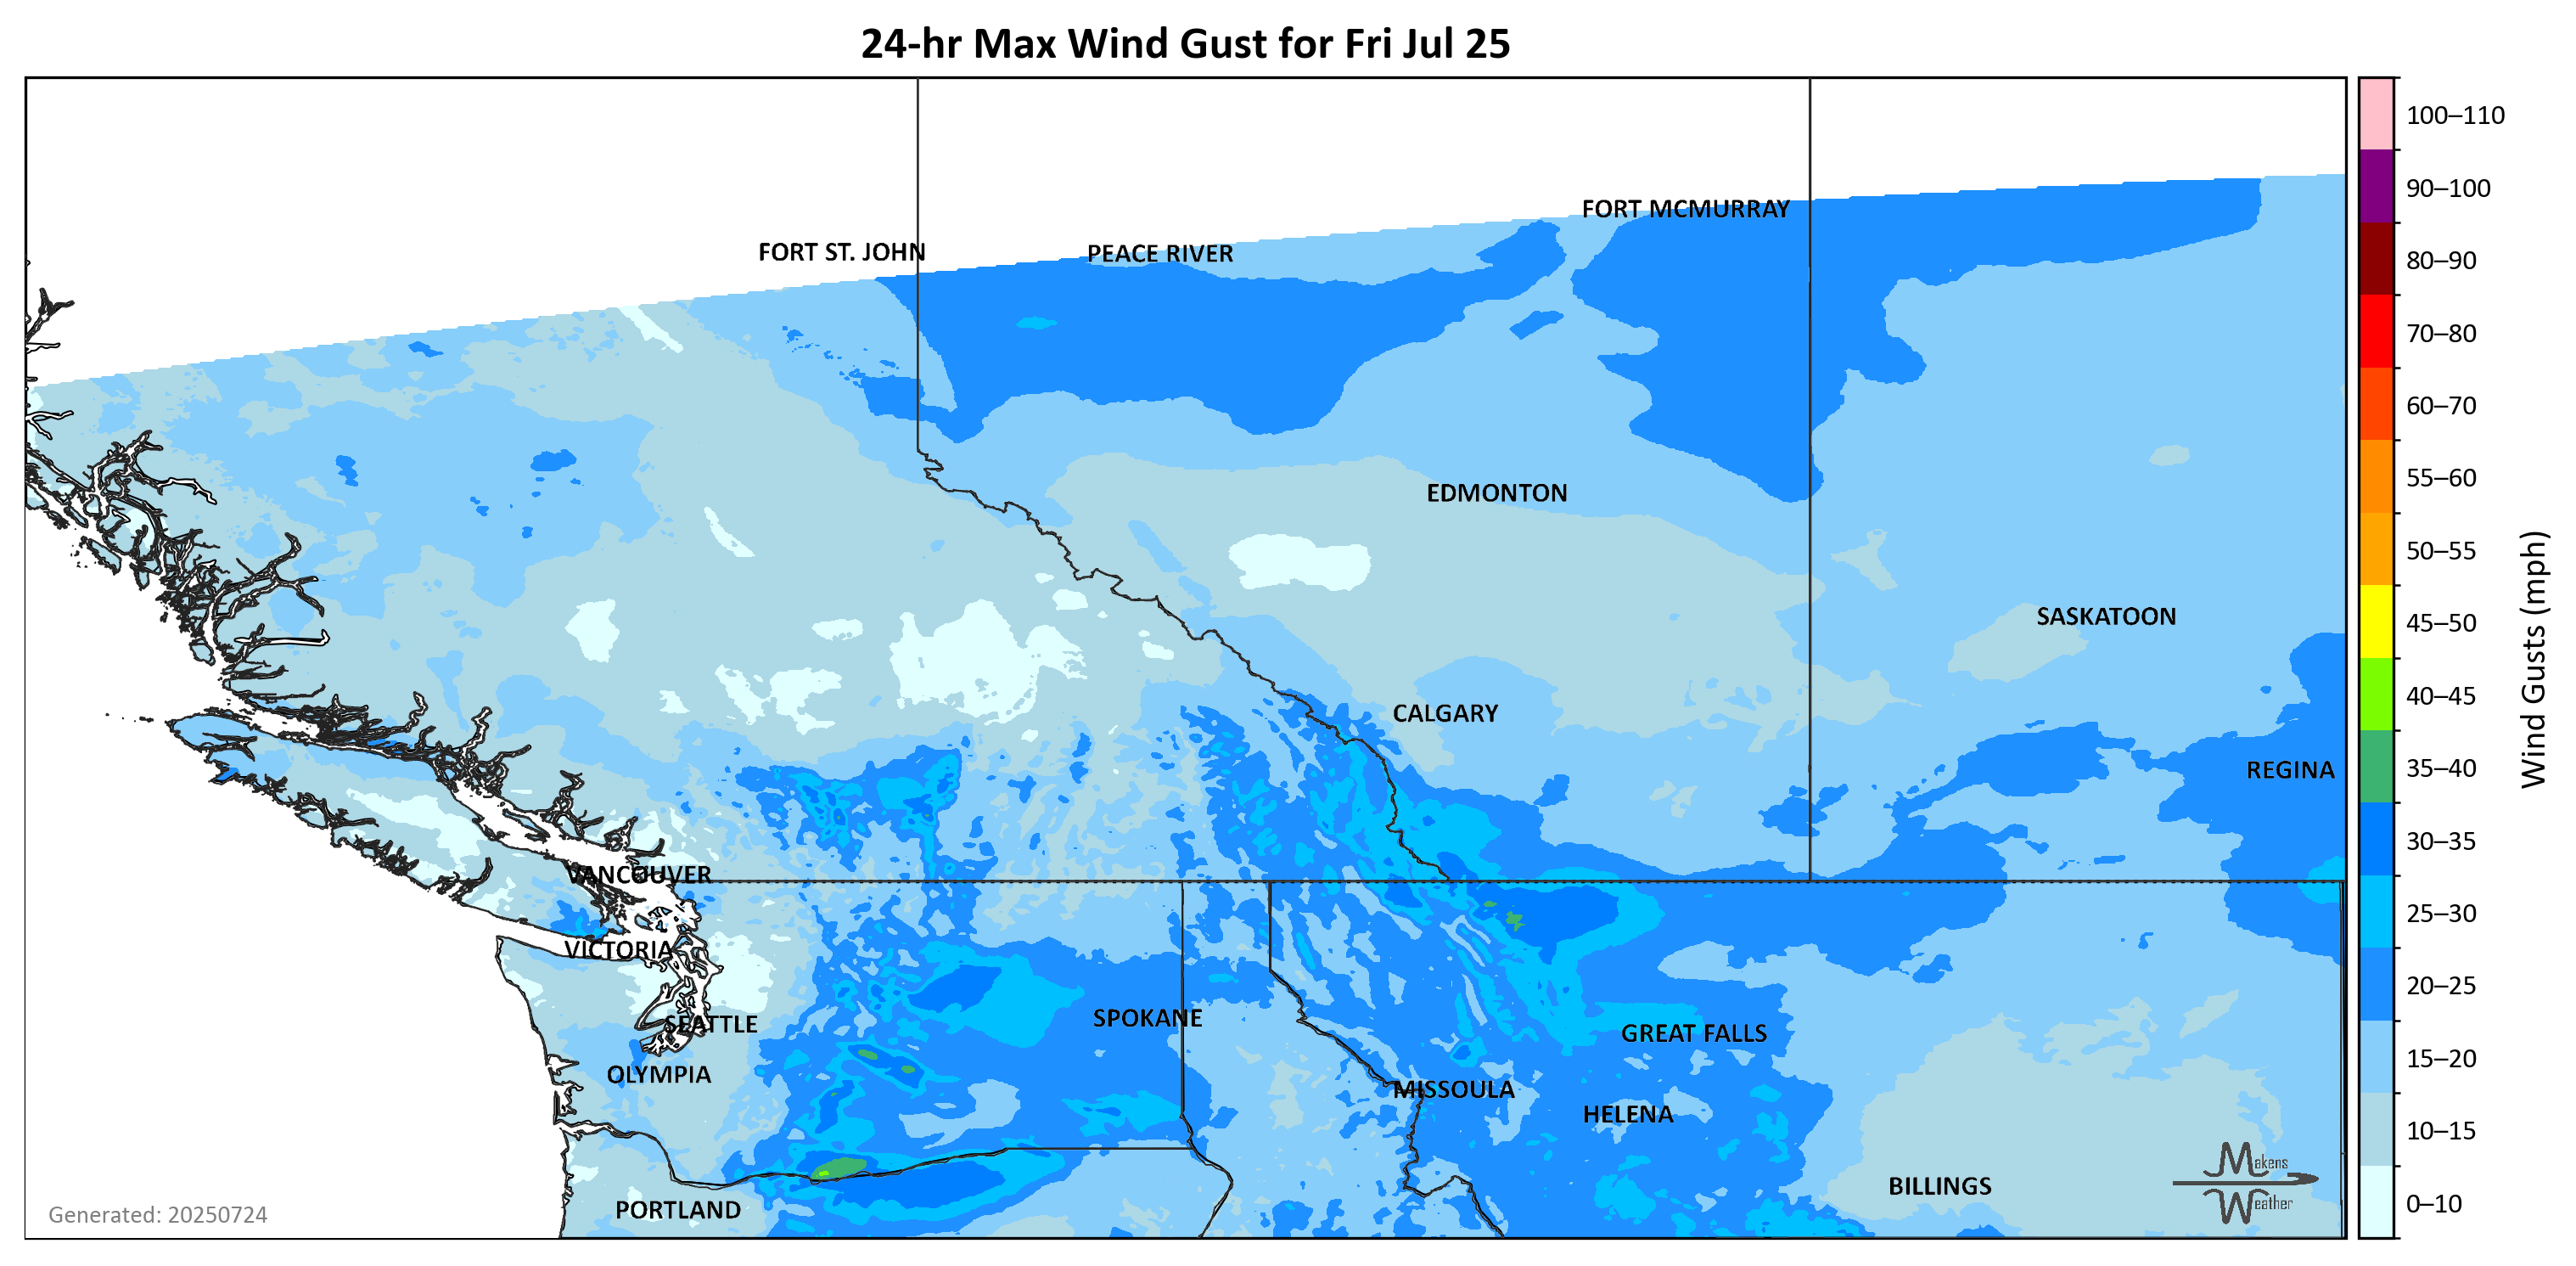 24-hr Max Wind Gust for Fri Jul 25
100–110
90–100
80–90
70–80
60–70
55–60
50–55
45–50
40–45
35–40
30–35
25–30
20–25
15–20
10–15
0–10
Wind Gusts (mph)
FORT MCMURRAY
FORT ST. JOHN
PEACE RIVER
EDMONTON
SASKATOON
CALGARY
REGINA
VANCOUVER
VICTORIA
SPOKANE
SEATTLE
GREAT FALLS
OLYMPIA
MISSOULA
HELENA
BILLINGS
PORTLAND
Makens
Weather
Generated: 20250724